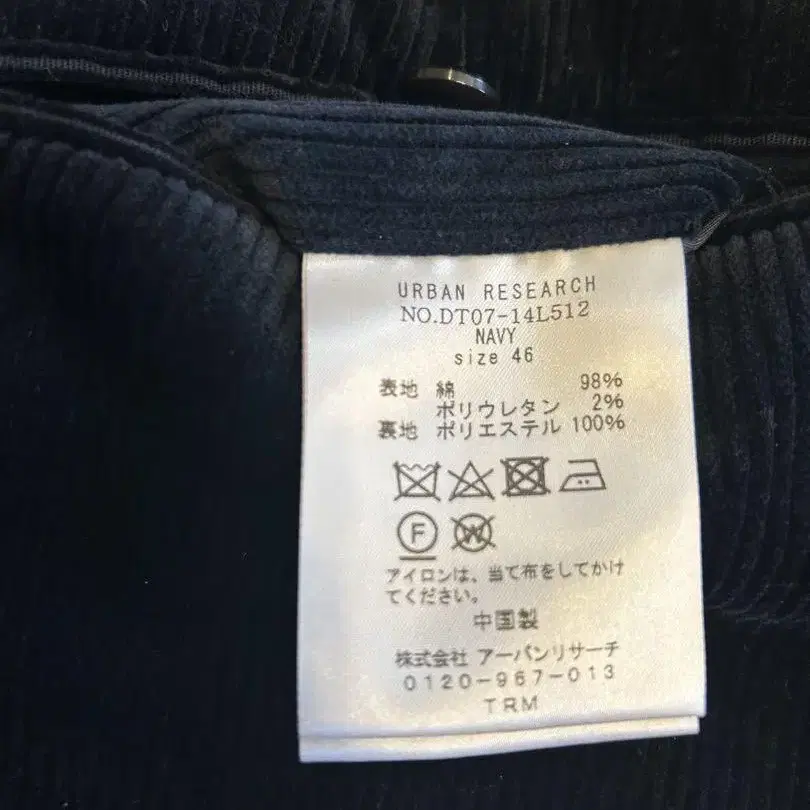 URBAN RESEARCH
NO.DT07-14L512
NAVY
size 46
表地 綿 98%
ポリウレタン 2%
裏地 ポリエステル 100%
F W
アイロンは、当て布をしてかけ
てください。
中国製
株式会社 アーバンリサーチ
0120-967-013
TRM